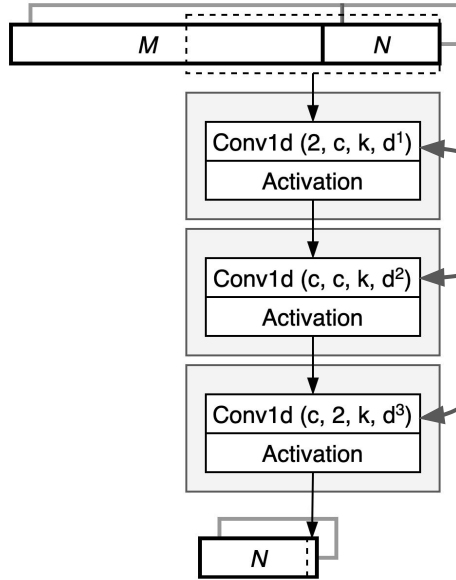 M N
Conv1d (2, c, k, d¹)
Activation
Conv1d (c, c, k, d²)
Activation
Conv1d (c, 2, k, d³)
Activation
N